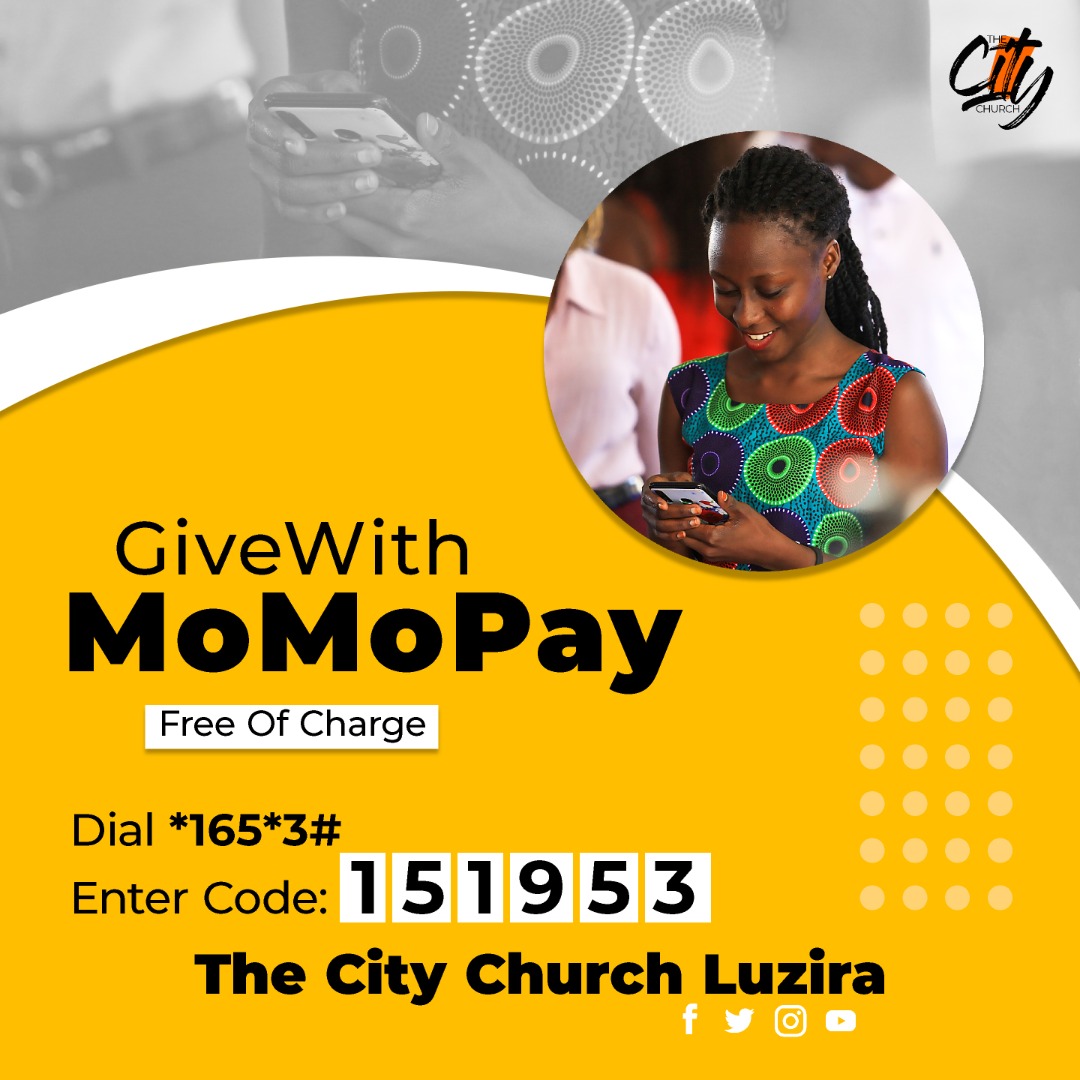 THE
City
CHURCH
GiveWith
MoMoPay
Free Of Charge
Dial *165*3#
Enter Code: 151953
The City Church Luzira